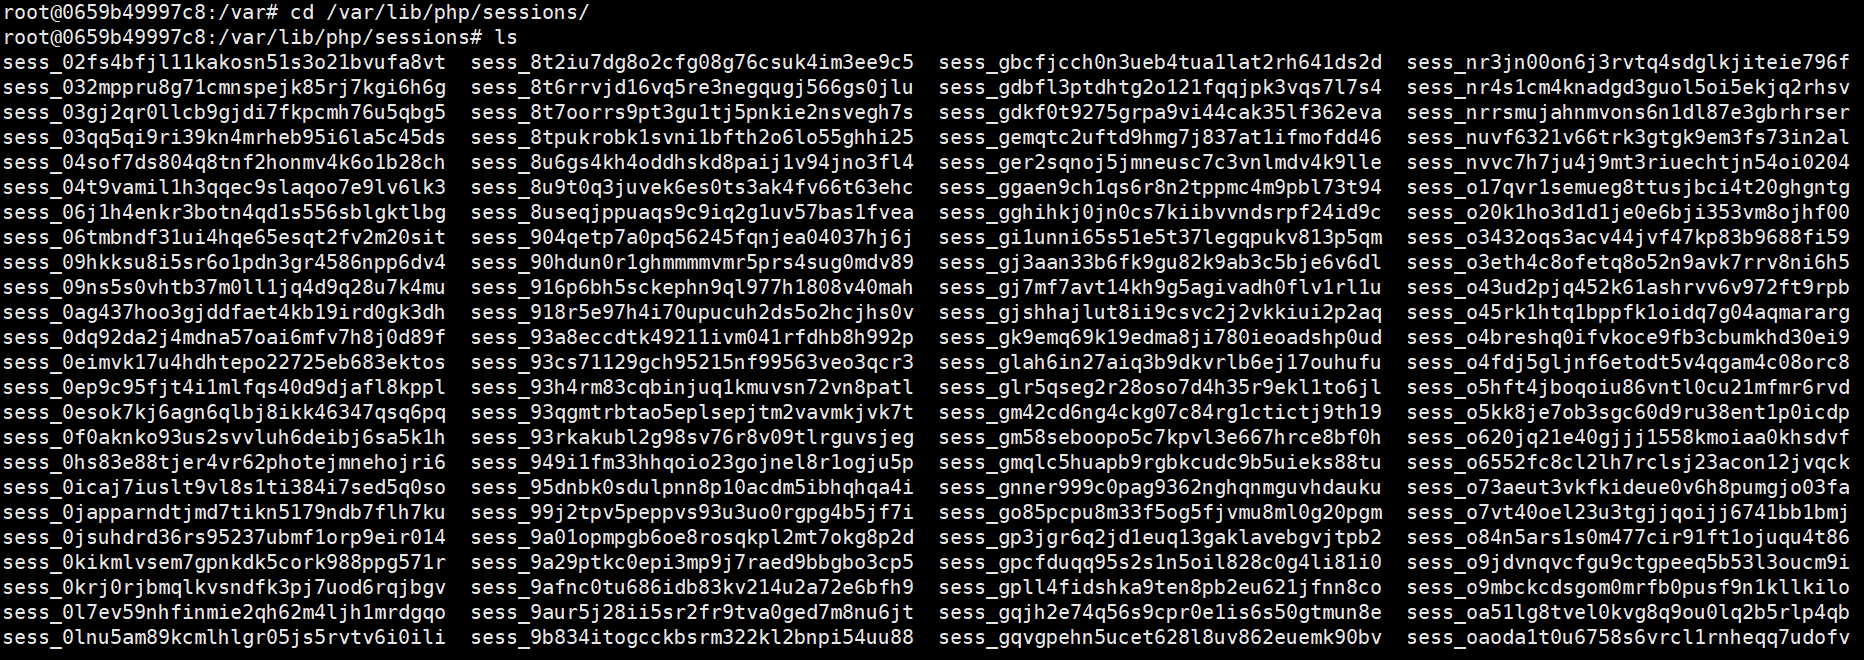 root@0659b49997c8:/var# cd /var/lib/php/sessions/
root@0659b49997c8:/var/lib/php/sessions# ls
sess_02fs4bfjl11kakosn51s3o21bvufa8vt sess_8t2iu7dg8o2cfg08g76csuk4im3ee9c5 sess_gbcfjcch0n3ueb4tua1lat2rh641ds2d sess_nr3jn00on6j3rvtq4sdglkjiteie796f
sess_032mppru8g71cmnspejk85rj7kgi6h6g sess_8t6rrvjd16vq5re3negqugj566gs0jlu sess_gdbfl3ptdhtg2o121fqqjpk3vqs7l7s4 sess_nr4s1cm4knadgd3guol5oi5ekjq2rhsv
sess_03gj2qr0llcb9gjdi7fkpcmh76u5qbg5 sess_8t7oorrs9pt3gu1tj5pnkie2nsvegh7s sess_gdkf0t9275grpa9vi44cak35lf362eva sess_nrrsmujahnmvons6n1dl87e3gbrhrser
sess_03qq5qi9ri39kn4mrheb95i6la5c45ds sess_8tpukrobk1svni1bfth2o6lo55ghhi25 sess_gemqtc2uftd9hmg7j837at1ifmofdd46 sess_nuvf6321v66trk3gtgk9em3fs73in2al
sess_04sof7ds804q8tnf2honmv4k6o1b28ch sess_8u6gs4kh4oddhskd8paij1v94jno3fl4 sess_ger2sqnoj5jmneusc7c3vnlmdv4k9lle sess_nvvc7h7ju4j9mt3riuechtjn54oi0204
sess_04t9vamil1h3qqec9slaqoo7e9lv6lk3 sess_8u9t0q3juvek6es0ts3ak4fv66t63ehc sess_ggaen9ch1qs6r8n2tppmc4m9pbl73t94 sess_o17qvr1semueg8ttusjbci4t20ghgntg
sess_06j1h4enkr3botn4qd1s556sblgktlbg sess_8useqjppuaqs9c9iq2g1uv57bas1fvea sess_gghihkj0jn0cs7kiibvvndsrpf24id9c sess_o20k1ho3d1d1je0e6bji353vm8ojhf00
sess_06tmbndf31ui4hqe65esqt2fv2m20sit sess_904qetp7a0pq56245fqnjea04037hj6j sess_gi1unni65s51e5t37legqpukv813p5qm sess_o3432oqs3acv44jvf47kp83b9688fi59
sess_09hkksu8i5sr6o1pdn3gr4586npp6dv4 sess_90hdun0r1ghmmmmvmr5prs4sug0mdv89 sess_gj3aan33b6fk9gu82k9ab3c5bje6v6dl sess_o3eth4c8ofetq8o52n9avk7rrv8ni6h5
sess_09ns5s0vhtb37m0ll1jq4d9q28u7k4mu sess_916p6bh5sckephn9ql977h1808v40mah sess_gj7mf7avt14kh9g5agivadh0flv1rl1u sess_o43ud2pjq452k61ashrvv6v972ft9rpb
sess_0ag437hoo3gjddfaet4kb19ird0gk3dh sess_918r5e97h4i70upucuh2ds5o2hcjhs0v sess_gjshhajlut8ii9csvc2j2vkkiui2p2aq sess_o45rk1htq1bppfk1oidq7g04aqmararg
sess_0dq92da2j4mdna57oai6mfv7h8j0d89f sess_93a8eccdtk49211ivm041rfdhb8h992p sess_gk9emq69k19edma8ji780ieoadshp0ud sess_o4breshq0ifvkoce9fb3cbumkhd30ei9
sess_0eimvk17u4hdhtepo22725eb683ektos sess_93cs71129gch95215nf99563veo3qcr3 sess_glah6in27aiq3b9dkvrlb6ej17ouhufu sess_o4fdj5gljnf6etodt5v4qgam4c08orc8
sess_0ep9c95fjt4i1mlfqs40d9djafl8kppl sess_93h4rm83cqbinjuq1kmuvsn72vn8patl sess_glr5qseg2r28oso7d4h35r9ekl1to6jl sess_o5hft4jboqoiu86vntl0cu21mfmr6rvd
sess_0esok7kj6agn6qlbj8ikk46347qsq6pq sess_93qgmtrbtao5eplsepjtm2vavmkjvk7t sess_gm42cd6ng4ckg07c84rg1ctictj9th19 sess_o5kk8je7ob3sgc60d9ru38ent1p0icdp
sess_0f0aknko93us2svvluh6deibj6sa5k1h sess_93rkakubl2g98sv76r8v09tlrguvsjeg sess_gm58seboopo5c7kpvl3e667hrce8bf0h sess_o620jq21e40gjjj1558kmoiaa0khsdvf
sess_0hs83e88tjer4vr62photejmnehojri6 sess_949i1fm33hhqoio23gojnel8r1ogju5p sess_gmqlc5huapb9rgbkcudc9b5uieks88tu sess_o6552fc8cl2lh7rclsj23acon12jvqck
sess_0icaj7iuslt9vl8s1ti384i7sed5q0so sess_95dnbk0sdulpnn8p10acdm5ibhqhqa4i sess_gnner999c0pag9362nghqnmguvhdauku sess_o73aeut3vkfkideue0v6h8pumgjo03fa
sess_0japparndtjmd7tikn5179ndb7flh7ku sess_99j2tpv5peppvs93u3uo0rgpg4b5jf7i sess_go85pcpu8m33f5og5fjvmu8ml0g20pgm sess_o7vt40oel23u3tgjjqoijj6741bb1bmj
sess_0jsuhdrd36rs95237ubmf1orp9eir014 sess_9a01opmpgb6oe8rosqkpl2mt7okg8p2d sess_gp3jgr6q2jd1euq13gaklavebgvjtpb2 sess_o84n5ars1s0m477cir91ft1ojuqu4t86
sess_0kikmlvsem7gpnkdk5cork988ppg571r sess_9a29ptkc0epi3mp9j7raed9bbgbo3cp5 sess_gpcfduqq95s2s1n5oil828c0g4li81i0 sess_o9jdvnqvcfgu9ctgpeeq5b53l3oucm9i
sess_0krj0rjbmqlkvsndfk3pj7uod6rqjbgv sess_9afnc0tu686idb83kv214u2a72e6bfh9 sess_gpll4fidshka9ten8pb2eu621jfnn8co sess_o9mbckcdsgom0mrfb0pusf9n1kllkilo
sess_0l7ev59nhfinmie2qh62m4ljh1mrdgqo sess_9aur5j28ii5sr2fr9tva0ged7m8nu6jt sess_gqjh2e74q56s9cpr0e1is6s50gtmun8e sess_oa51lg8tvel0kvg8q9ou0lq2b5rlp4qb
sess_0lnu5am89kcmlhlgr05js5rvtv6i0ili sess_9b834itogcckbsrm322kl2bnpi54uu88 sess_gqvgpehn5ucet628l8uv862euemk90bv sess_oaoda1t0u6758s6vrcl1rnheqq7udofv